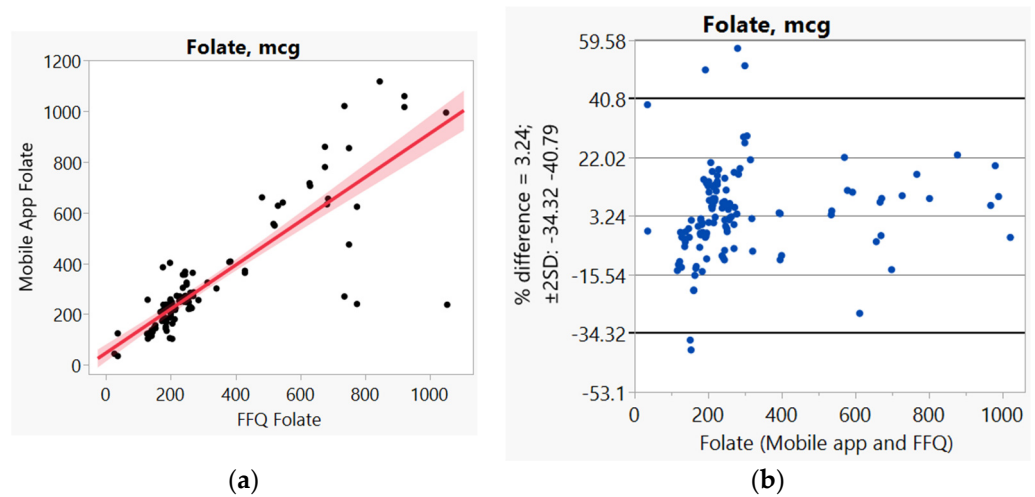 Folate, mcg
1200
1000
800
600
400
200
0
Mobile App Folate
0 200 400 600 800 1000
FFQ Folate
(a)
Folate, mcg
59.58
40.8
22.02
3.24
-15.54
-34.32
-53.1
% difference = 3.24;
±2SD: -34.32 -40.79
0 200 400 600 800 1000
Folate (Mobile app and FFQ)
(b)